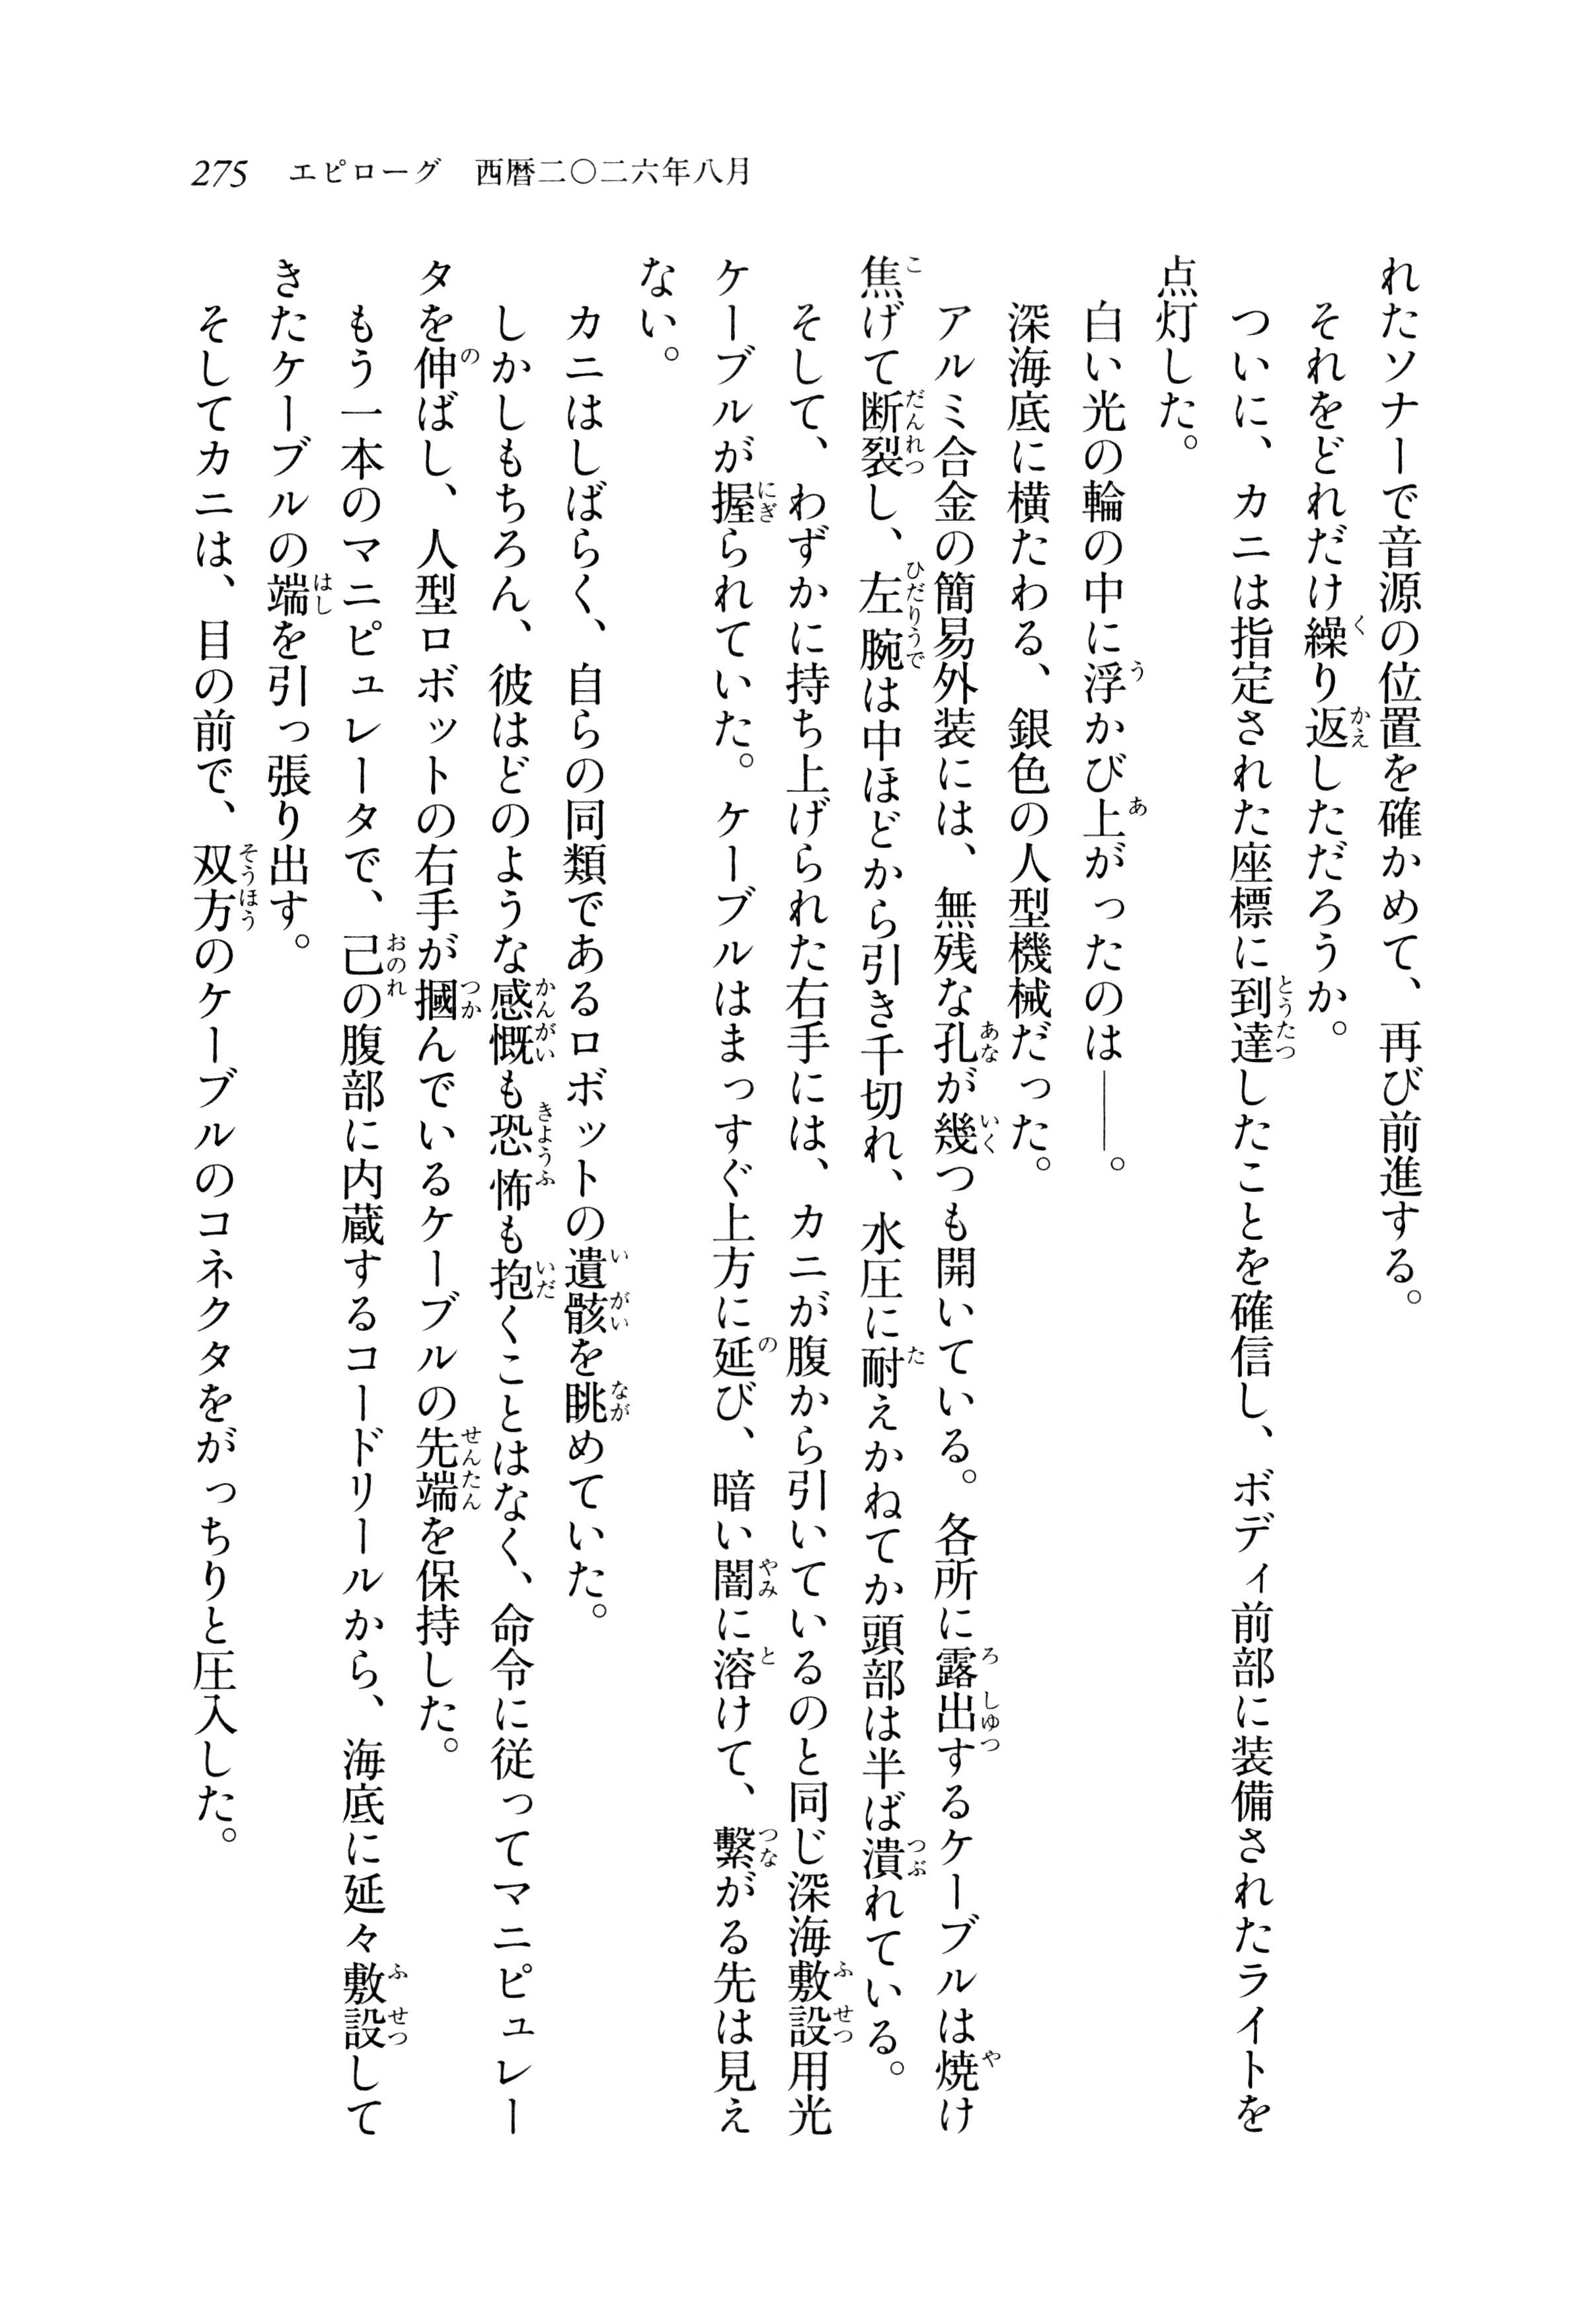 275 エピローグ 西暦二〇二六年八月
れたソナーで音源の位置を確かめて、再び前進する。
それをどれだけ繰り返しただろうか。
ついに、カニは指定された座標に到達したことを確信し、ボディ前部に装備されたライトを
点灯した。
白い光の輪の中に浮かび上がったのは――。
深海底に横たわる、銀色の人型機械だった。
アルミ合金の簡易外装には、無残な孔が幾つも開いている。各所に露出するケーブルは焼け
焦げて断裂し、左腕は中ほどから引き千切れ、水圧に耐えかねてか頭部は半ば潰れている。
そして、わずかに持ち上げられた右手には、カニが腹から引いているのと同じ深海敷設用光
ケーブルが握られていた。ケーブルはまっすぐ上方に延び、暗い闇に溶けて、繫がる先は見え
ない。
カニはしばらく、自らの同類であるロボットの遺骸を眺めていた。
しかしもちろん、彼はどのような感慨も恐怖も抱くことはなく、命令に従ってマニピュレー
タを伸ばし、人型ロボットの右手が摑んでいるケーブルの先端を保持した。
もう一本のマニピュレータで、己の腹部に内蔵するコードリールから、海底に延々敷設して
きたケーブルの端を引っ張り出す。
そしてカニは、目の前で、双方のケーブルのコネクタをがっちりと圧入した。